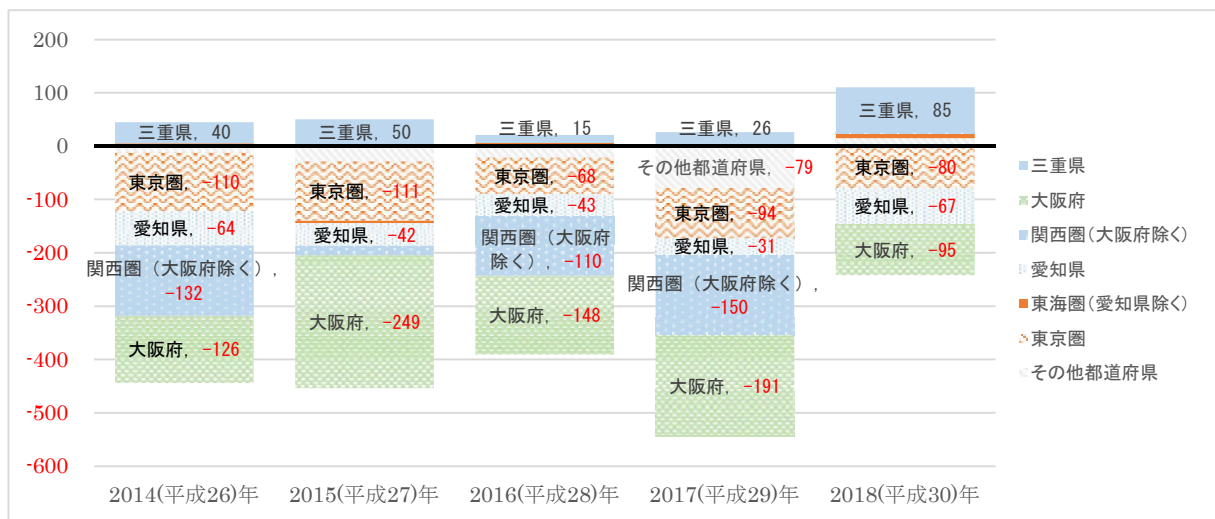 200
100
0
-100
-200
-300
-400
-500
-600
三重県, 40
東京圏, -110
愛知県, -64
関西圏（大阪府除く）,
-132
大阪府, -126
三重県, 50
東京圏, -111
愛知県, -42
大阪府, -249
三重県, 15
東京圏, -68
愛知県, -43
関西圏（大阪府
除く）, -110
大阪府, -148
三重県, 26
その他都道府県, -79
東京圏, -94
愛知県, -31
関西圏（大阪府除く）,
-150
大阪府, -191
三重県, 85
東京圏, -80
愛知県, -67
大阪府, -95
2014(平成26)年
2015(平成27)年
2016(平成28)年
2017(平成29)年
2018(平成30)年
三重県
大阪府
関西圏(大阪府除く)
愛知県
東海圏(愛知県除く)
東京圏
その他都道府県